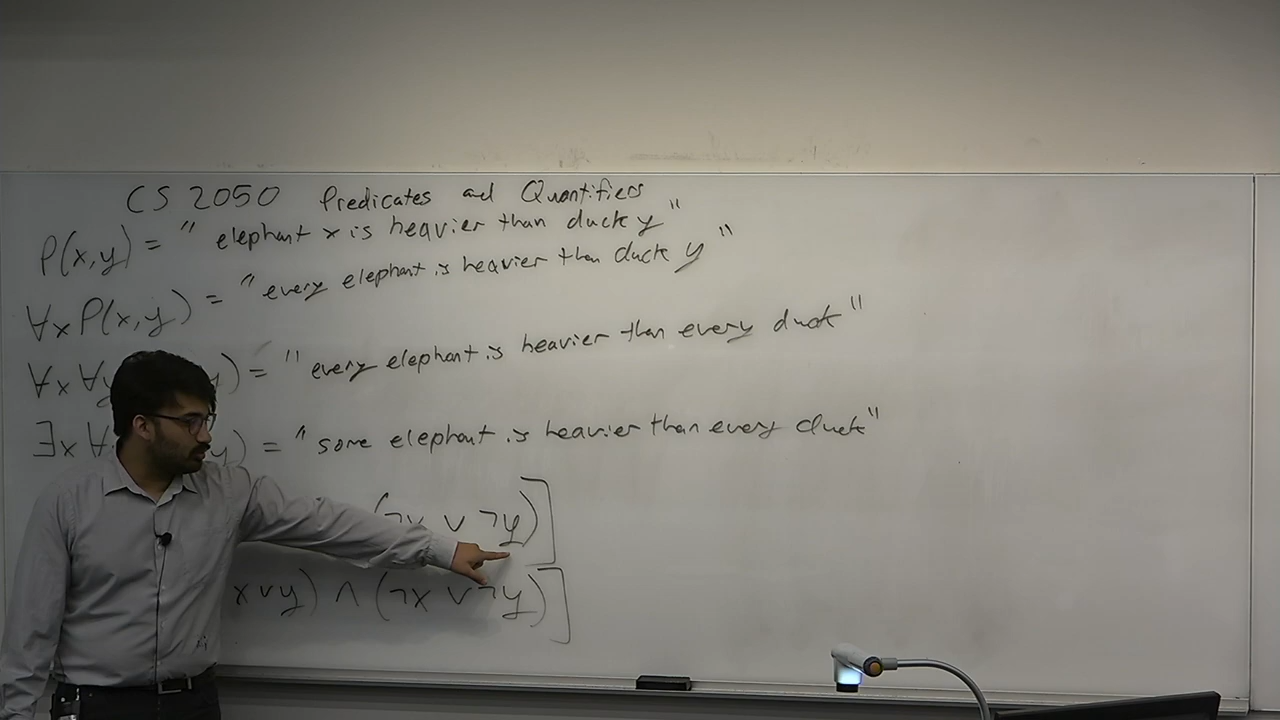 CS 2050 Predicates and Quantifiers
P(x,y) = "elephant x is heavier than duck y"
∀x P(x,y) = "every elephant is heavier than duck y"
∀x ∀y) = "every elephant is heavier than every duck"
∃x ∀ y) = "some elephant is heavier than every duck"
(¬x ∨ ¬y)]
x∨y) ∧ (¬x ∨ ¬y)]